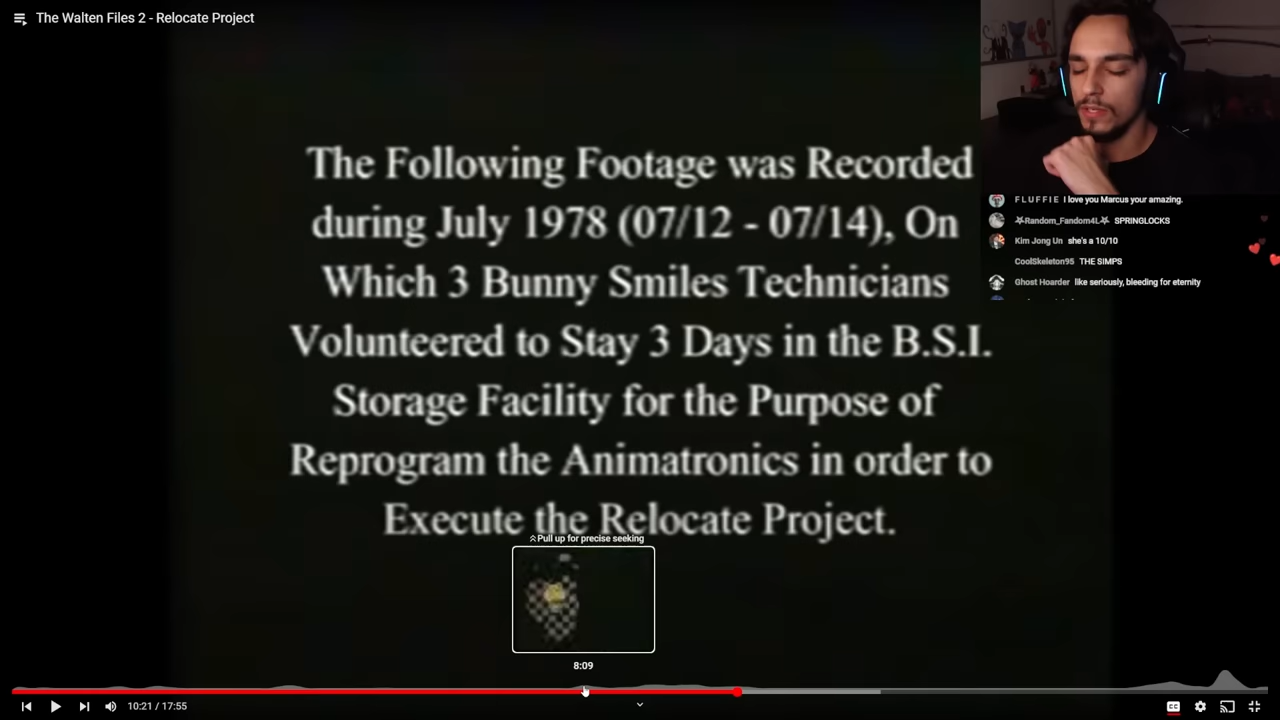 The Walten Files 2 - Relocate Project
The Following Footage was Recorded
during July 1978 (07/12 - 07/14), On
Which 3 Bunny Smiles Technicians
Volunteered to Stay 3 Days in the B.S.I.
Storage Facility for the Purpose of
Reprogram the Animatronics in order to
Execute the Relocate Project.
F L U F F I E I love you Marcus your amazing.
Random_Fandom4L SPRINGLOCKS
Kim Jong Un she's a 10/10
CoolSkeleton95 THE SIMPS
Ghost Hoarder like seriously, bleeding for eternity
Pull up for precise seeking
8:09
10:21 / 17:55
CC